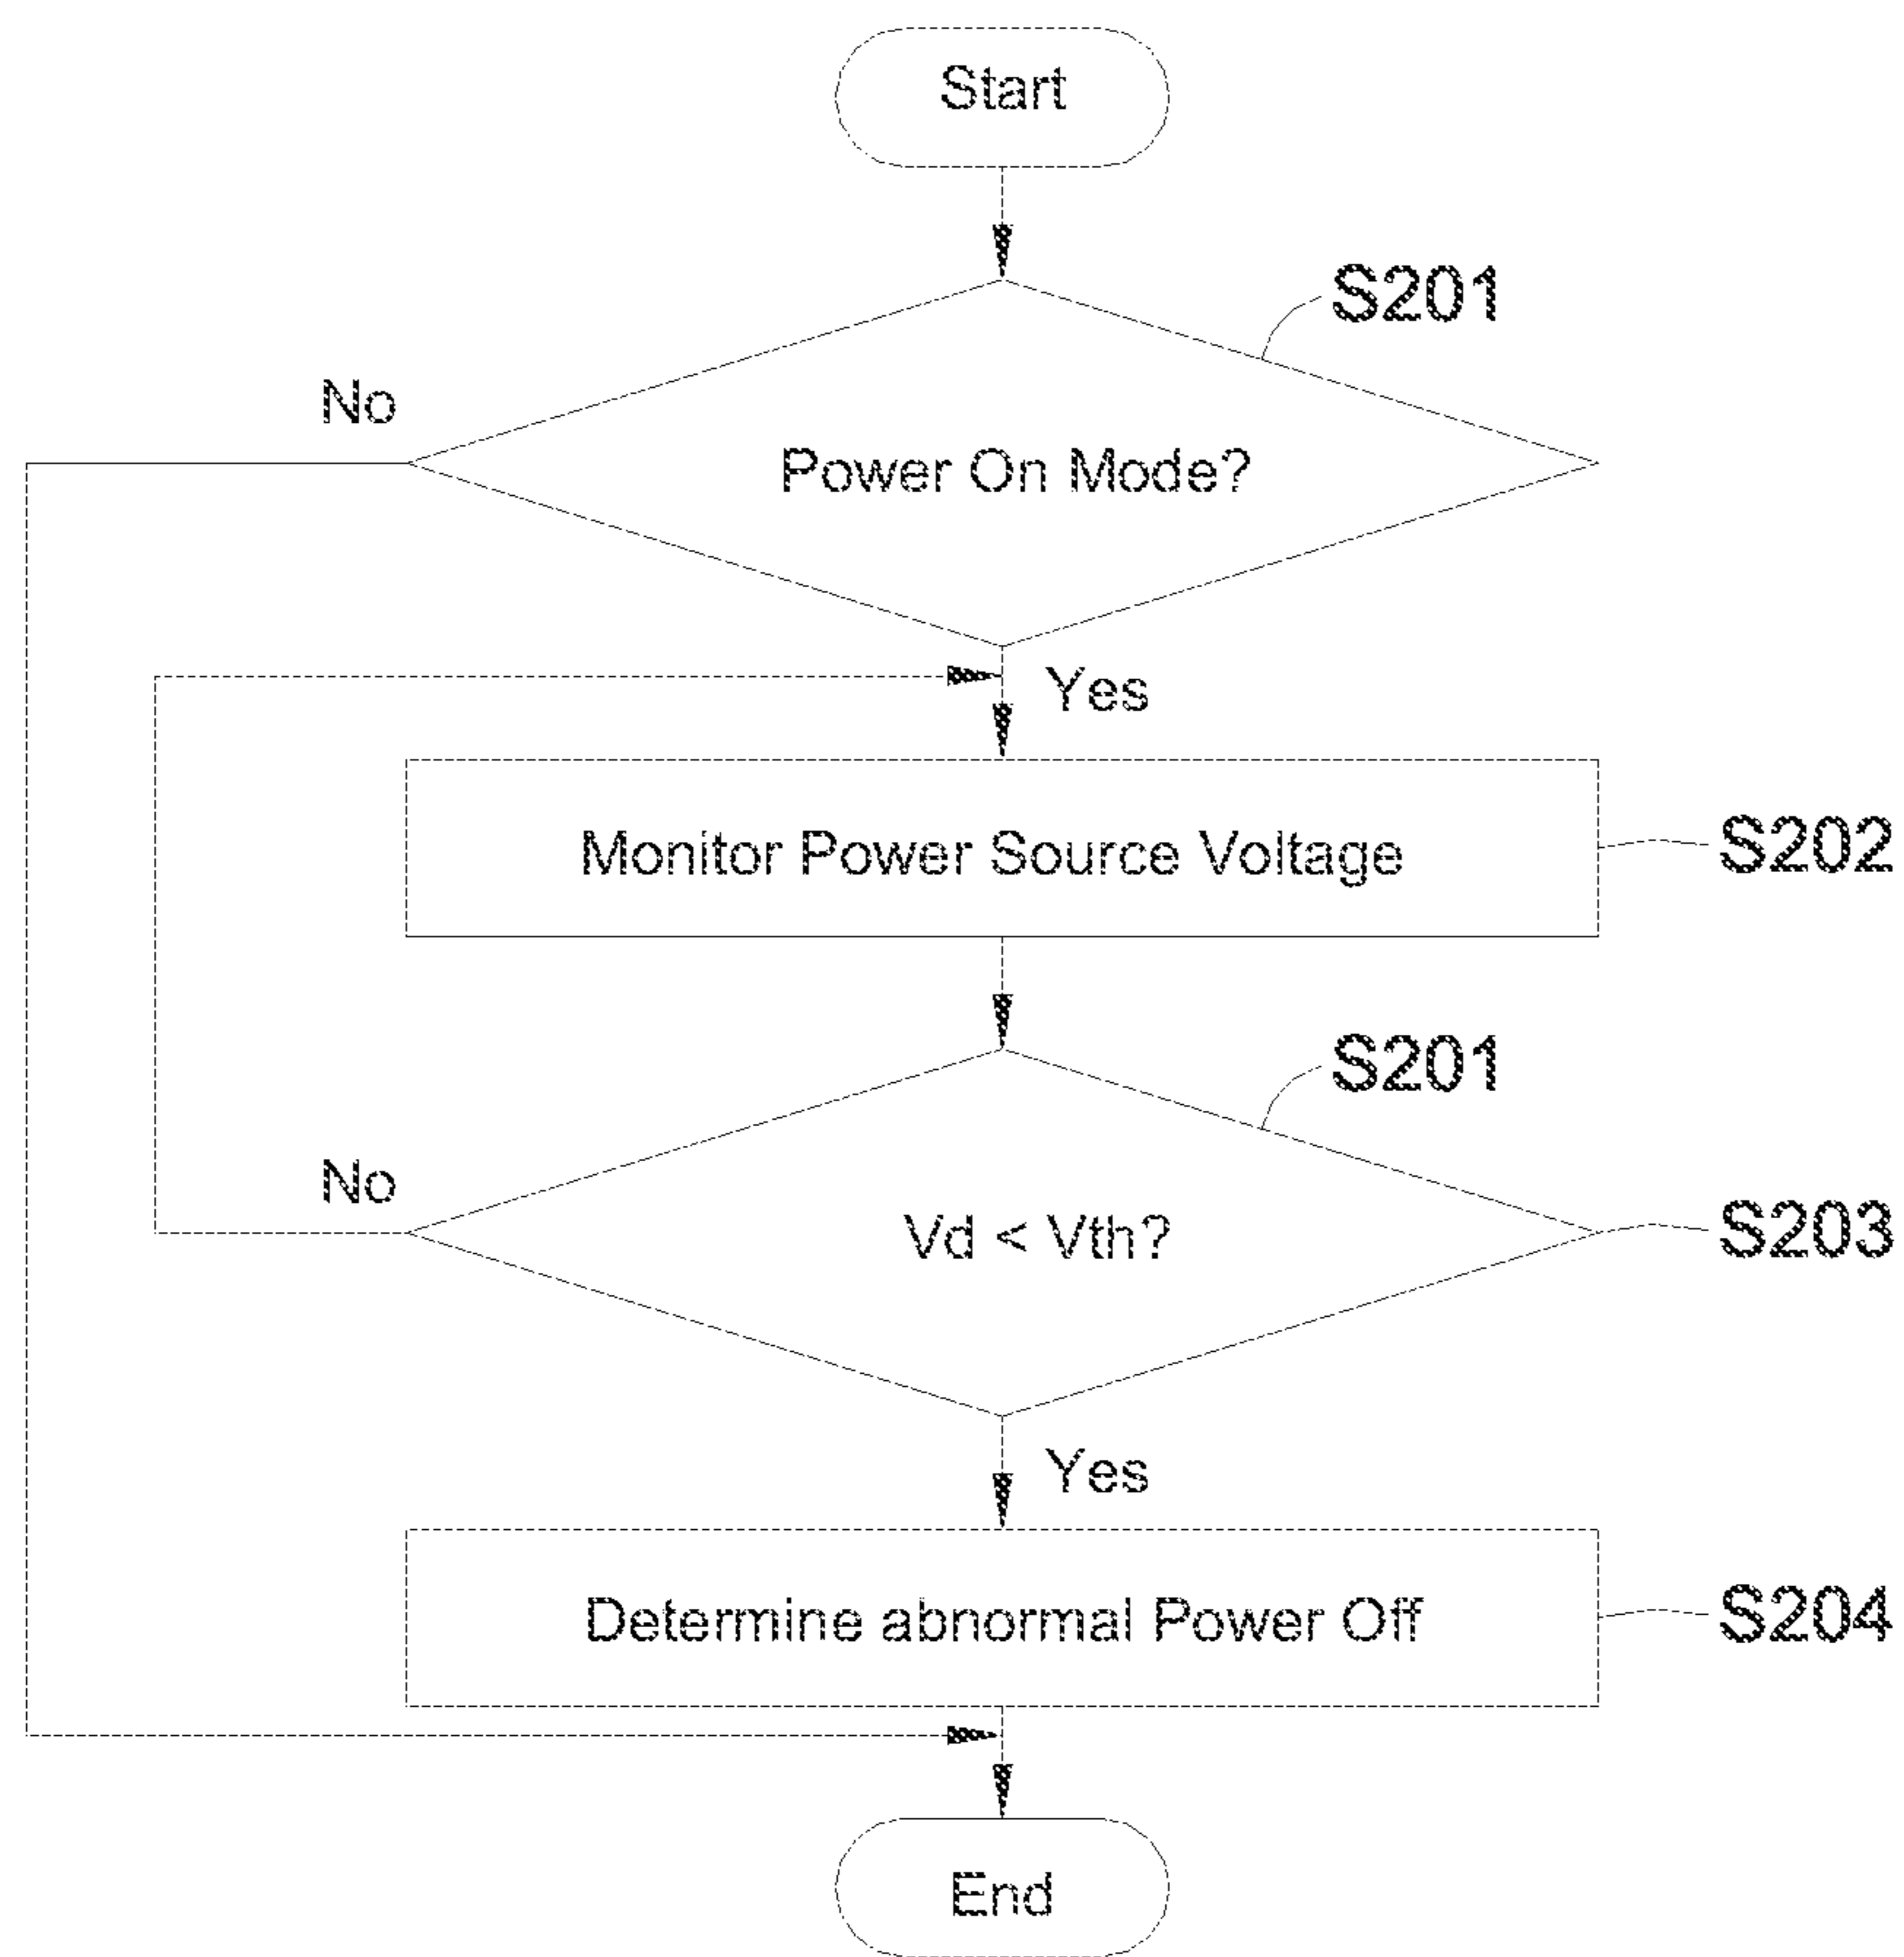 Start
S201
No
Power On Mode?
Yes
Monitor Power Source Voltage
S202
S201
No
Vd < Vth?
S203
Yes
Determine abnormal Power Off
S204
End